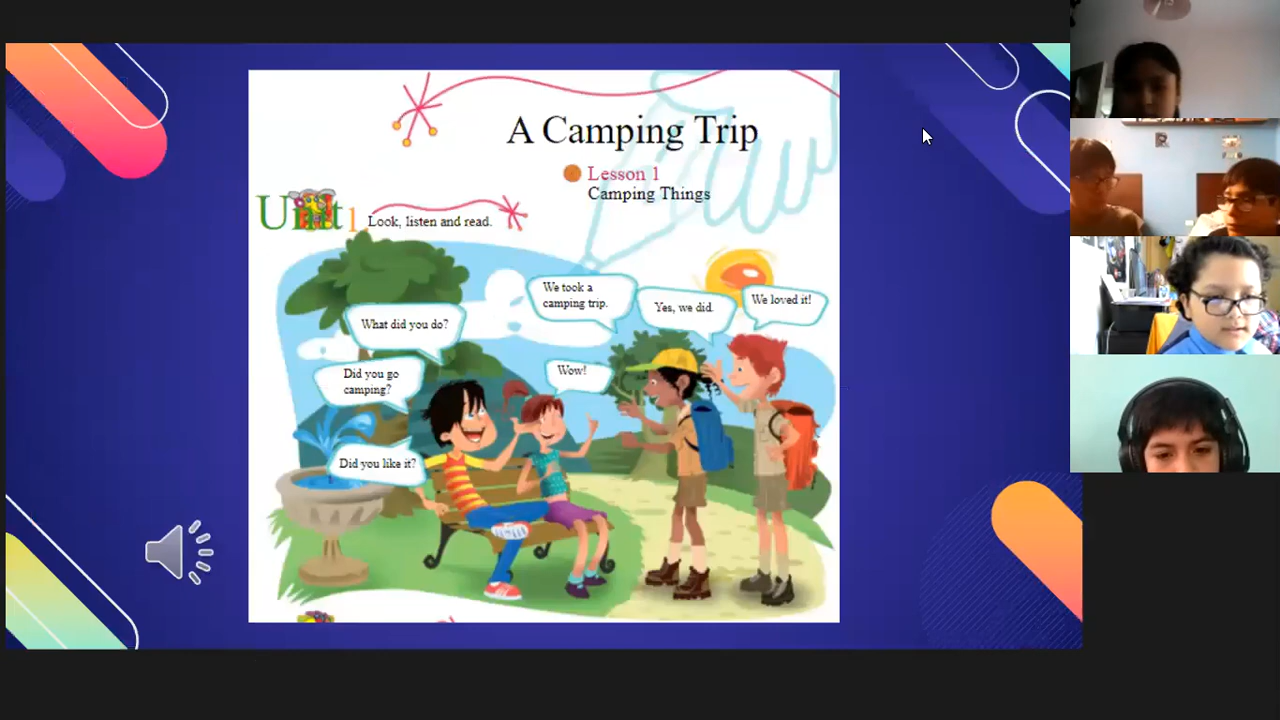 A Camping Trip
Lesson 1
Camping Things
Unit 1
Look, listen and read.
What did you do?
We took a
camping trip.
Did you go
camping?
Yes, we did.
Did you like it?
We loved it!
Wow!